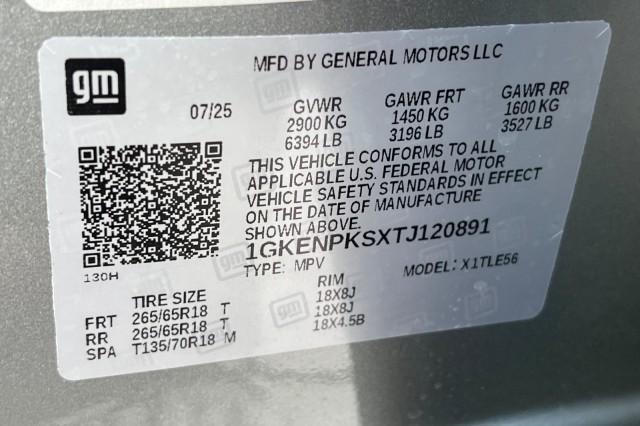 gm
MFD BY GENERAL MOTORS LLC
07/25
GVWR GAWR FRT GAWR RR
2900 KG 1450 KG 1600 KG
6394 LB 3196 LB 3527 LB
THIS VEHICLE CONFORMS TO ALL
APPLICABLE U.S. FEDERAL MOTOR
VEHICLE SAFETY STANDARDS IN EFFECT
ON THE DATE OF MANUFACTURE
SHOWN ABOVE.
1GKENPKSXTJ120891
TYPE: MPV MODEL: X1TLE56
130H
TIRE SIZE RIM
FRT 265/65R18 T 18X8J
RR 265/65R18 T 18X8J
SPA T135/70R18 M 18X4.5B